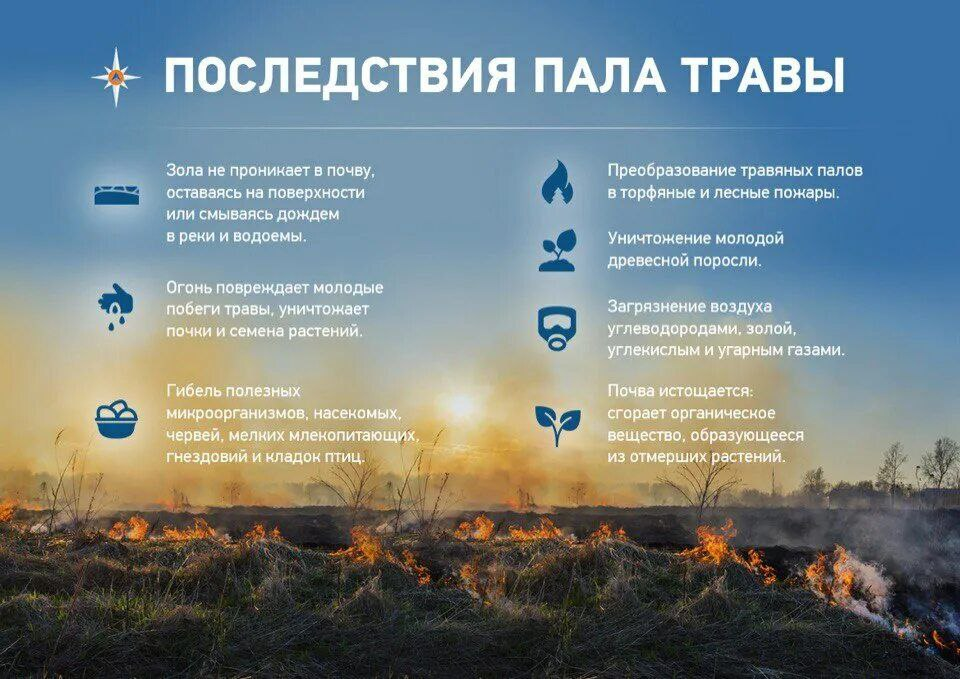 ПОСЛЕДСТВИЯ ПАЛА ТРАВЫ
Зола не проникает в почву,
оставаясь на поверхности
или смываясь дождем
в реки и водоемы.
Огонь повреждает молодые
побеги травы, уничтожает
почки и семена растений.
Гибель полезных
микроорганизмов, насекомых,
червей, мелких млекопитающих,
гнездовий и кладок птиц.
Преобразование травяных палов
в торфяные и лесные пожары.
Уничтожение молодой
древесной поросли.
Загрязнение воздуха
углеводородами, золой,
углекислым и угарным газами.
Почва истощается:
сгорает органическое
вещество, образующееся
из отмерших растений.